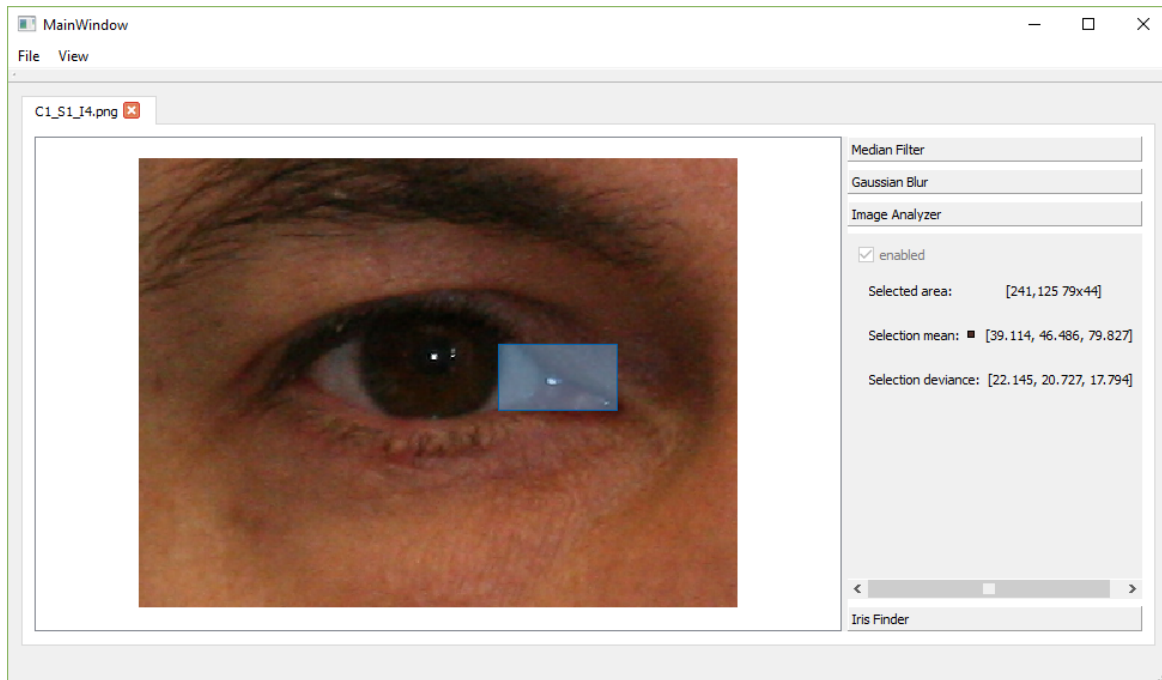 MainWindow
File View
C1_S1_I4.png
Median Filter
Gaussian Blur
Image Analyzer
enabled
Selected area: [241,125 79x44]
Selection mean: [39.114, 46.486, 79.827]
Selection deviance: [22.145, 20.727, 17.794]
Iris Finder